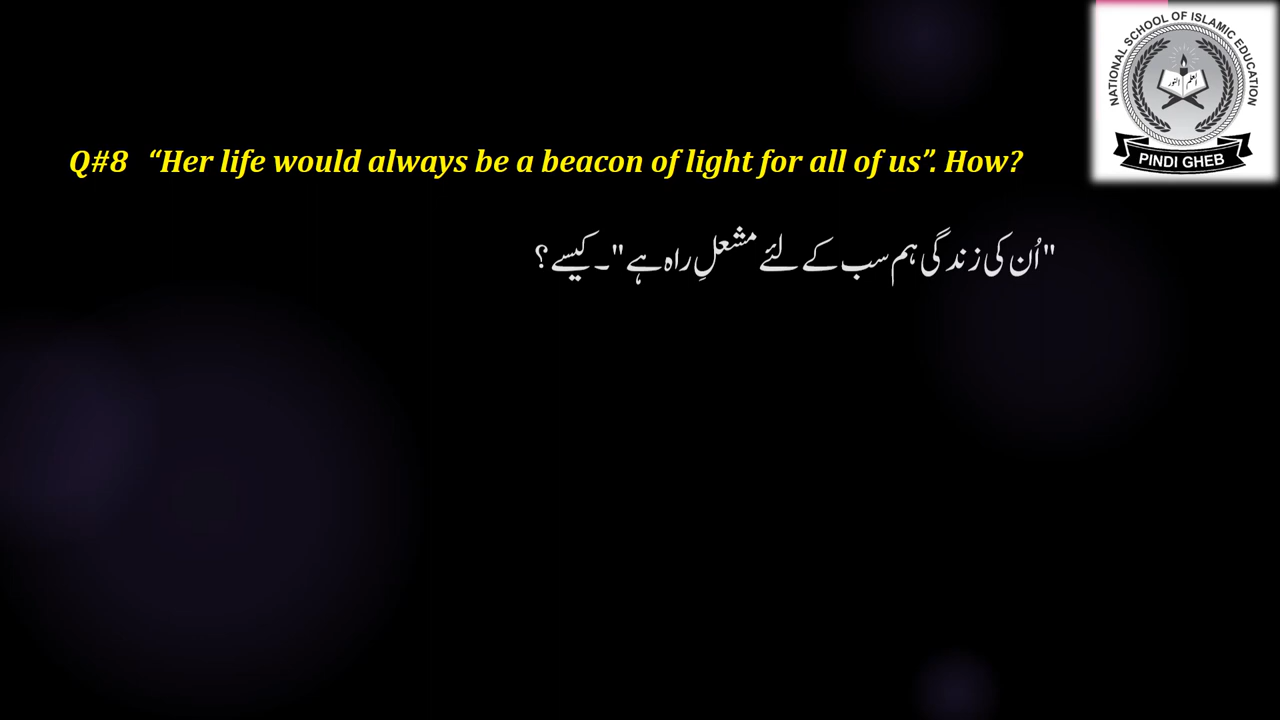 NATIONAL SCHOOL OF ISLAMIC EDUCATION
PINDI GHEB
Q#8 “Her life would always be a beacon of light for all of us”. How?
"اُن کی زندگی ہم سب کے لئے مشعلِ راہ ہے"۔ کیسے؟